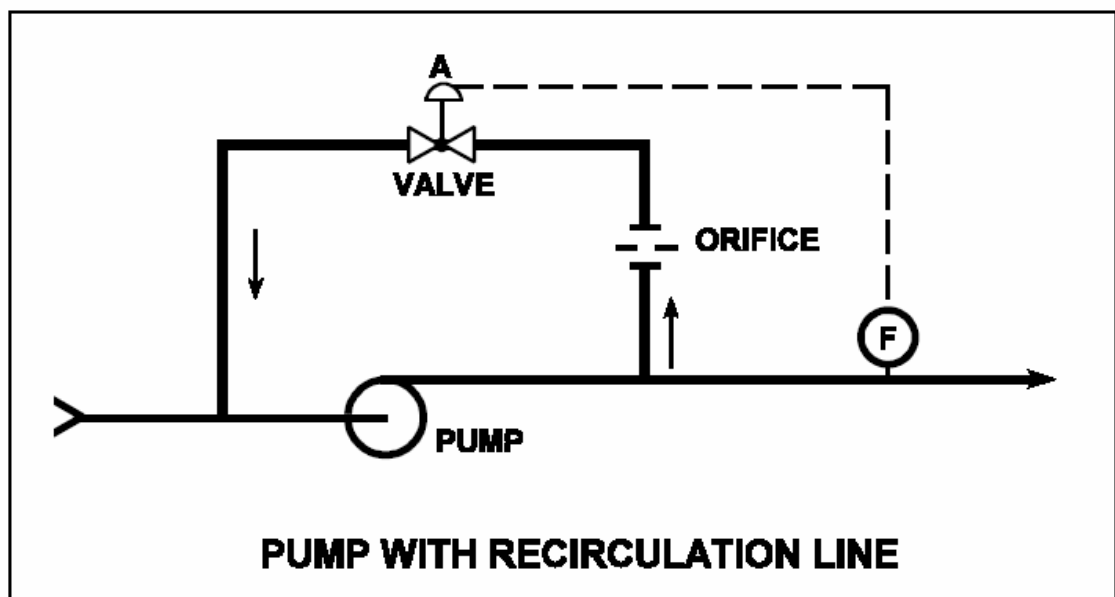 A
VALVE
ORIFICE
F
PUMP
PUMP WITH RECIRCULATION LINE